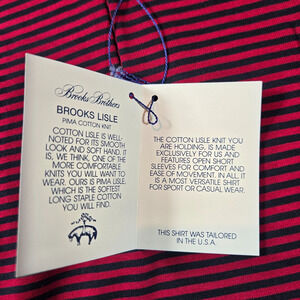 Brooks Brothers
BROOKS LISLE
PIMA COTTON KNIT
COTTON LISLE IS WELL-
NOTED FOR ITS SMOOTH
LOOK AND SOFT HAND. IT
IS, WE THINK, ONE OF THE
MORE COMFORTABLE
KNITS YOU WILL WANT TO
WEAR. OURS IS PIMA LISLE.
WHICH IS THE SOFTEST
LONG STAPLE COTTON
YOU WILL FIND.
THE COTTON LISLE KNIT YOU
ARE HOLDING, IS MADE
EXCLUSIVELY FOR US AND
FEATURES OPEN SHORT
SLEEVES FOR COMFORT AND
EASE OF MOVEMENT. IN ALL, IT
IS A MOST VERSATILE SHIRT
FOR SPORT OR CASUAL WEAR.
THIS SHIRT WAS TAILORED
IN THE U.S.A.